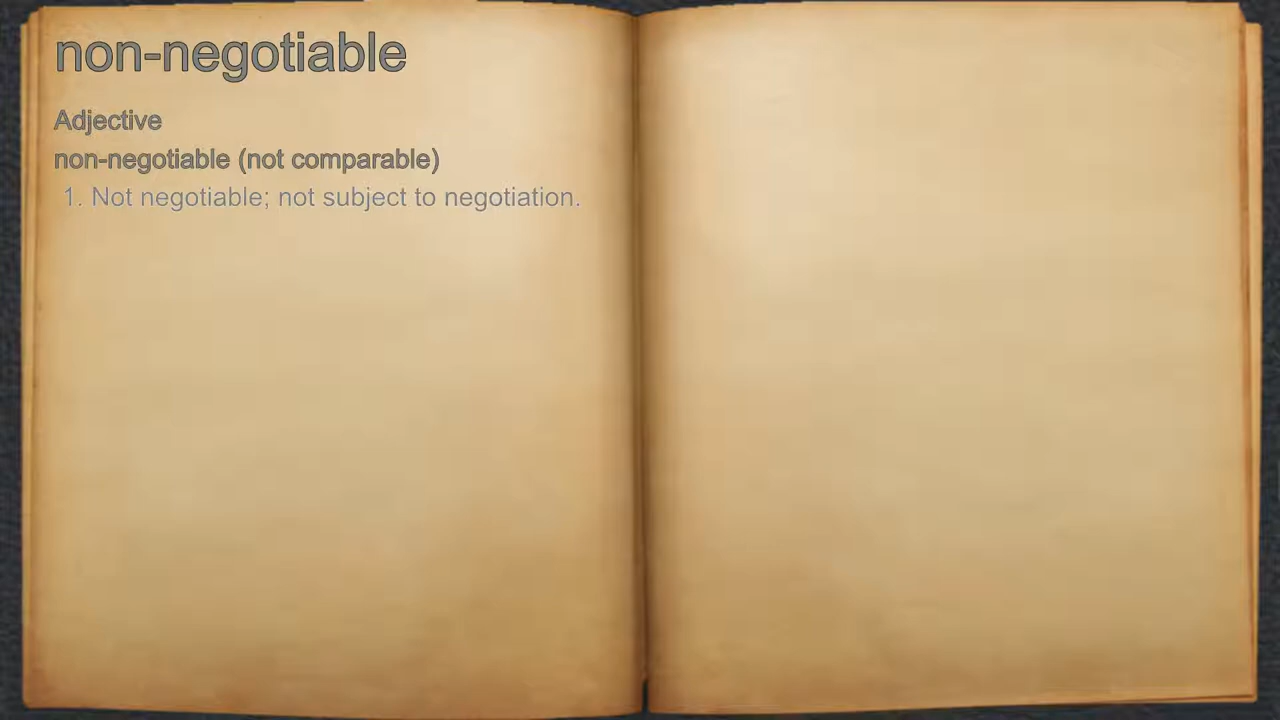 non-negotiable
Adjective
non-negotiable (not comparable)
1. Not negotiable; not subject to negotiation.